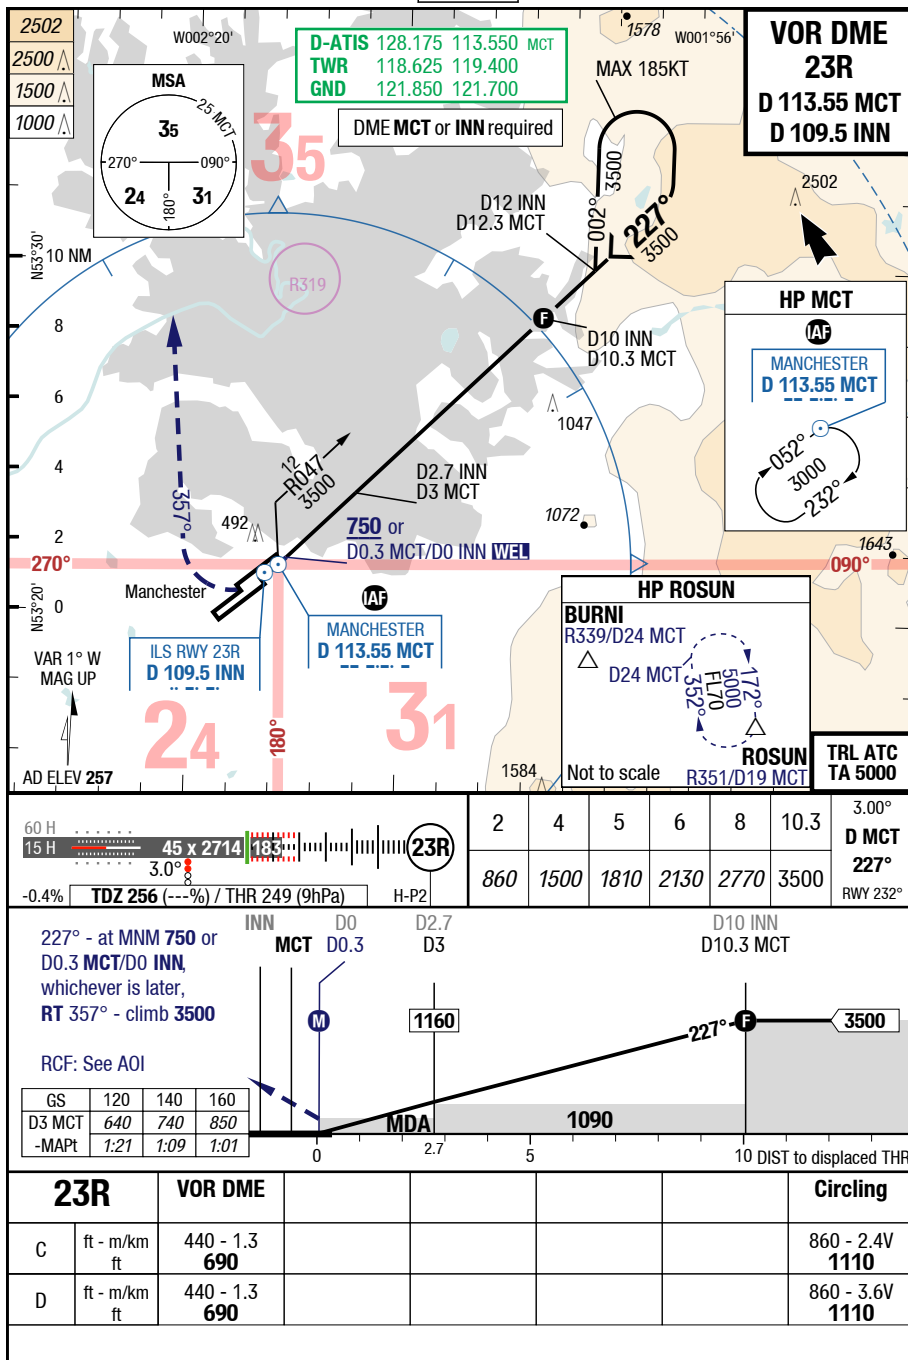 2502
2500
1500
1000
W002°20'
D-ATIS 128.175 113.550 MCT
TWR 118.625 119.400
GND 121.850 121.700
DME MCT or INN required
1578
W001°56'
MAX 185KT
VOR DME
23R
D 113.55 MCT
D 109.5 INN
MSA
25 MCT
35
270°
090°
24
31
180°
35
3500
002°
227°
3500
2502
D12 INN
D12.3 MCT
N53°30'
10 NM
R319
8
6
4
2
0
D10 INN
D10.3 MCT
HP MCT
IAF
MANCHESTER
D 113.55 MCT
052°
3000
232°
1047
12
R047
3500
D2.7 INN
D3 MCT
357°
492
750 or
D0.3 MCT/D0 INN WEL
1072
1643
270°
090°
N53°20'
Manchester
IAF
MANCHESTER
D 113.55 MCT
ILS RWY 23R
D 109.5 INN
VAR 1° W
MAG UP
24
180°
31
AD ELEV 257
1584
HP ROSUN
BURNI
R339/D24 MCT
D24 MCT
172°
5000
FL70
352°
ROSUN
R351/D19 MCT
Not to scale
TRL ATC
TA 5000
60 H
15 H
45 x 2714
183
23R
3.0°
-0.4%
TDZ 256 (---%) / THR 249 (9hPa)
H-P2
2 4 5 6 8 10.3
860 1500 1810 2130 2770 3500
3.00°
D MCT
227°
RWY 232°
227° - at MNM 750 or
D0.3 MCT/D0 INN,
whichever is later,
RT 357° - climb 3500
RCF: See AOI
INN D0 D2.7 D10 INN
MCT D0.3 D3 D10.3 MCT
M
1160
227°
F
3500
MDA
1090
GS 120 140 160
D3 MCT 640 740 850
-MAPt 1:21 1:09 1:01
0 2.7 5 10 DIST to displaced THR
23R VOR DME Circling
C ft - m/km 440 - 1.3 860 - 2.4V
ft 690 1110
D ft - m/km 440 - 1.3 860 - 3.6V
ft 690 1110
F